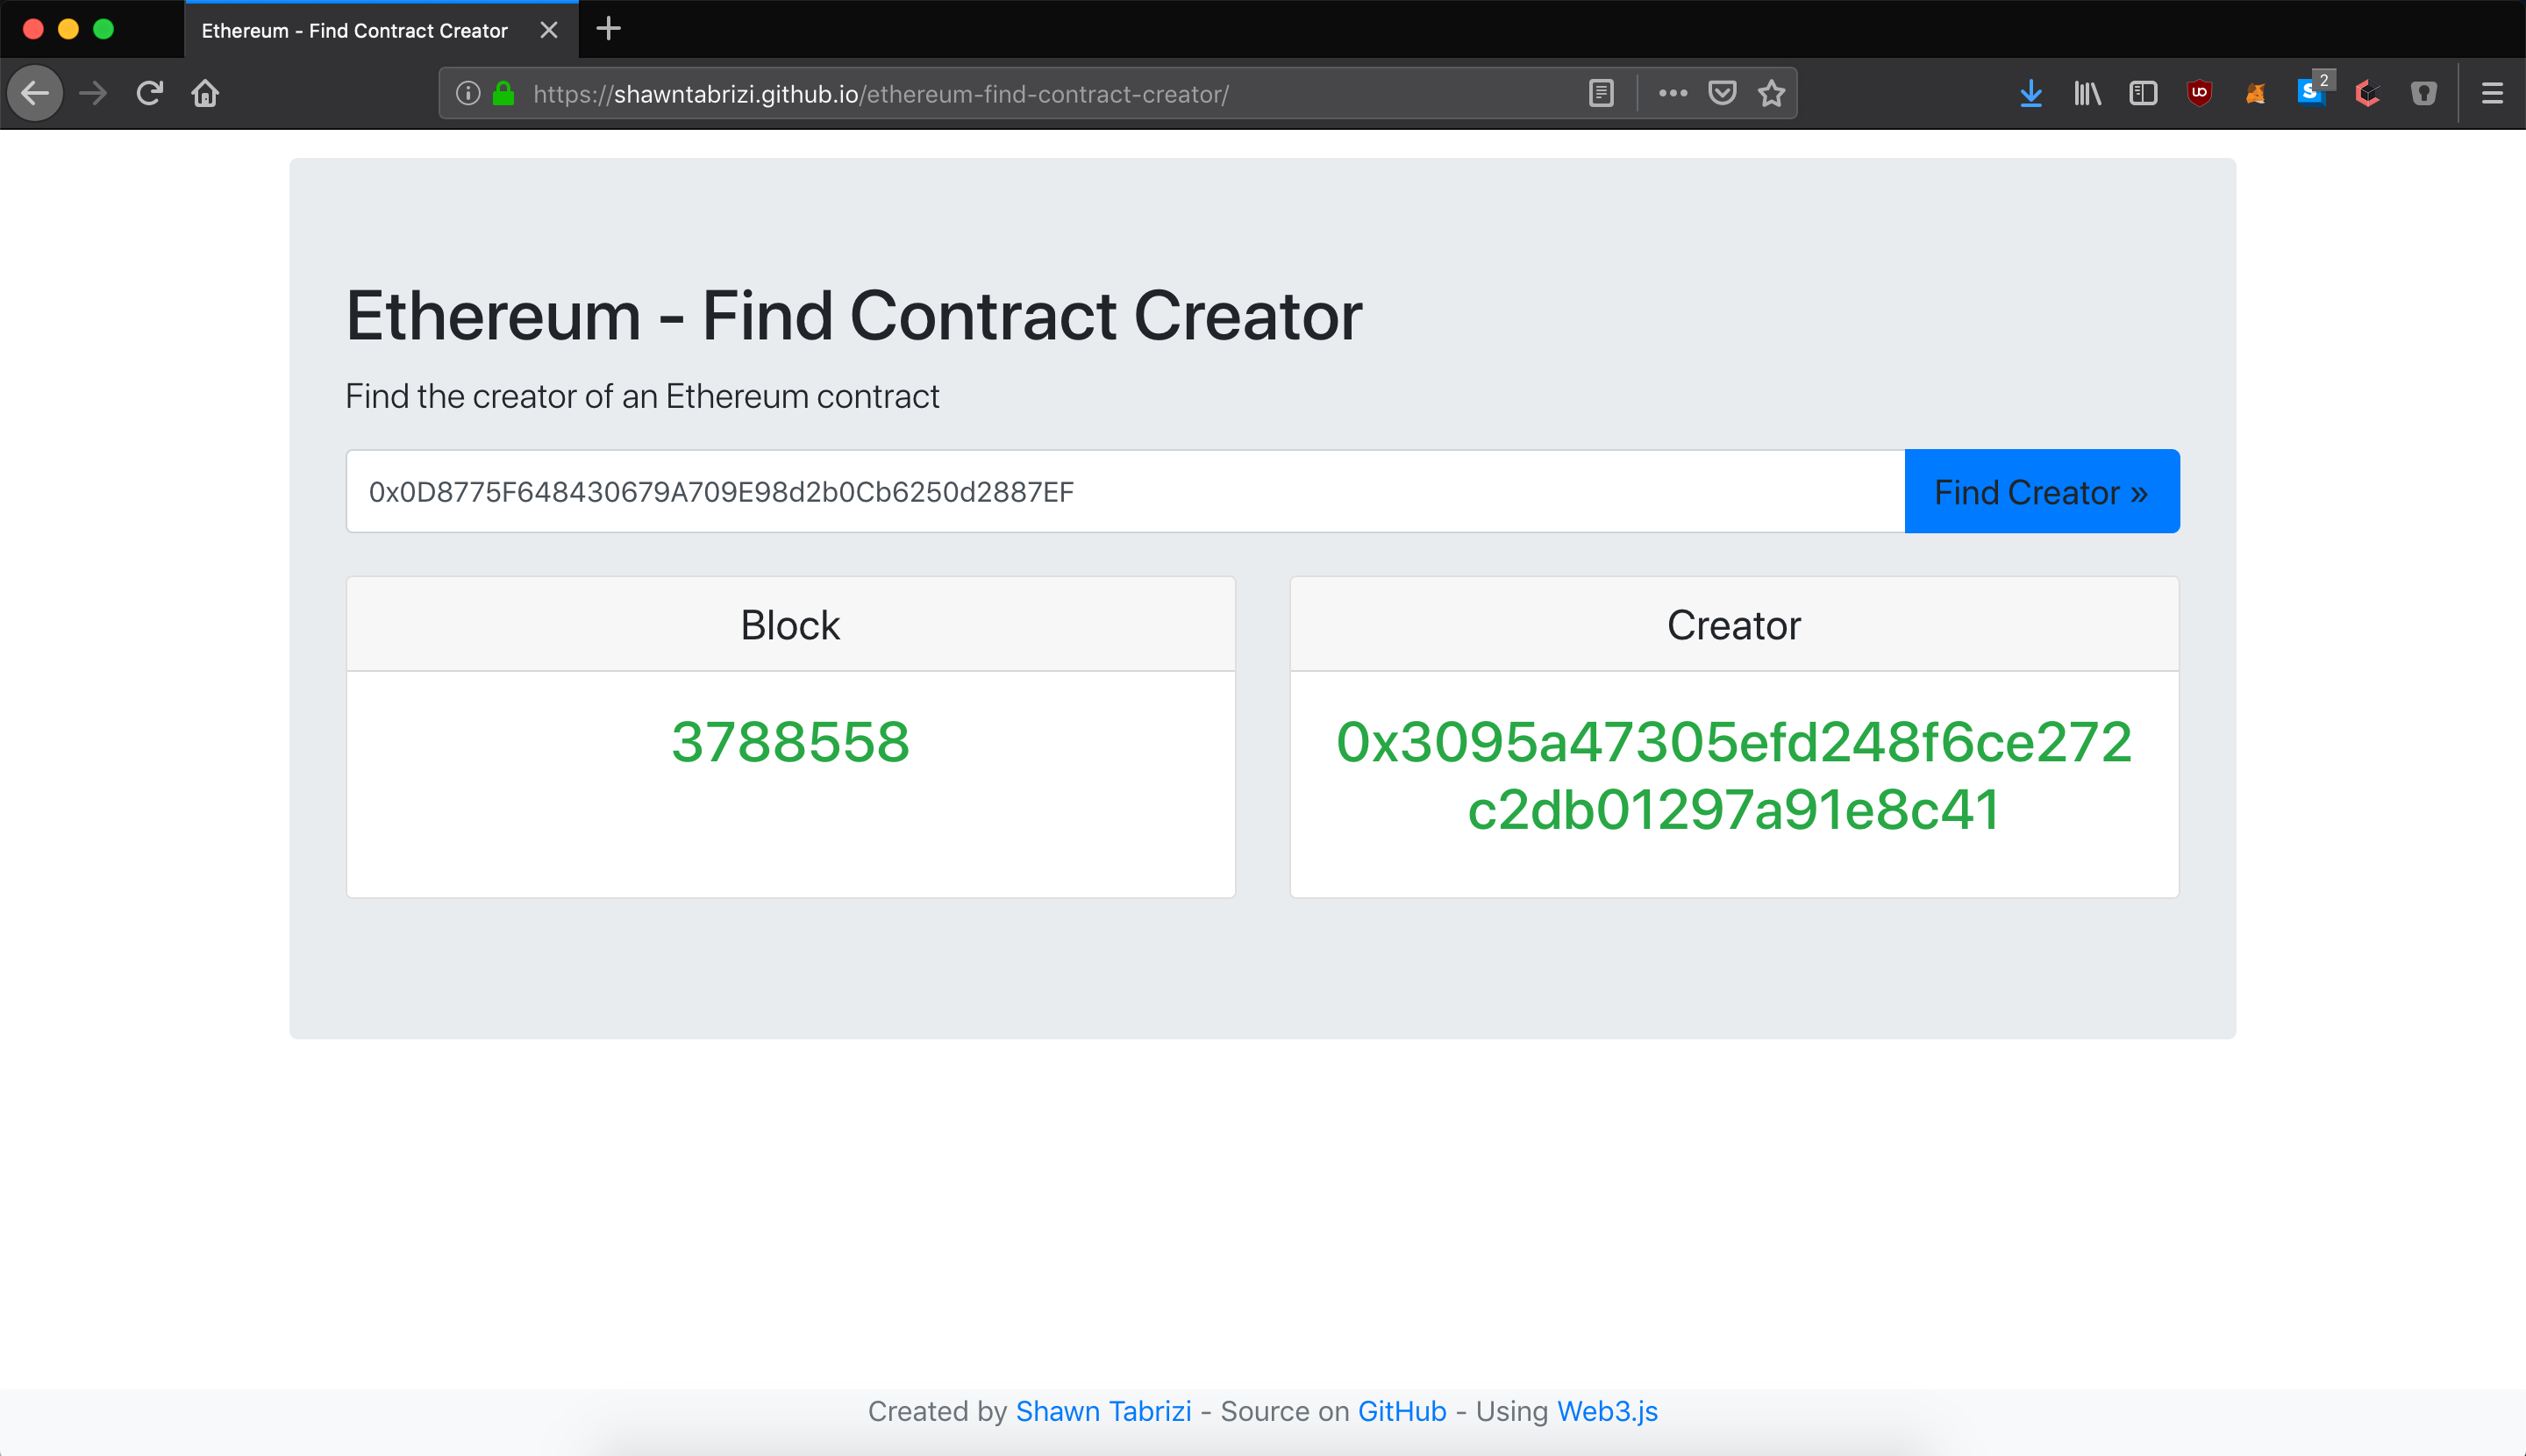 Ethereum - Find Contract Creator
https://shawntabrizi.github.io/ethereum-find-contract-creator/
2
Ethereum - Find Contract Creator
Find the creator of an Ethereum contract
0x0D8775F648430679A709E98d2b0Cb6250d2887EF
Find Creator »
Block
Creator
3788558
0x3095a47305efd248f6ce272
c2db01297a91e8c41
Created by Shawn Tabrizi - Source on GitHub - Using Web3.js